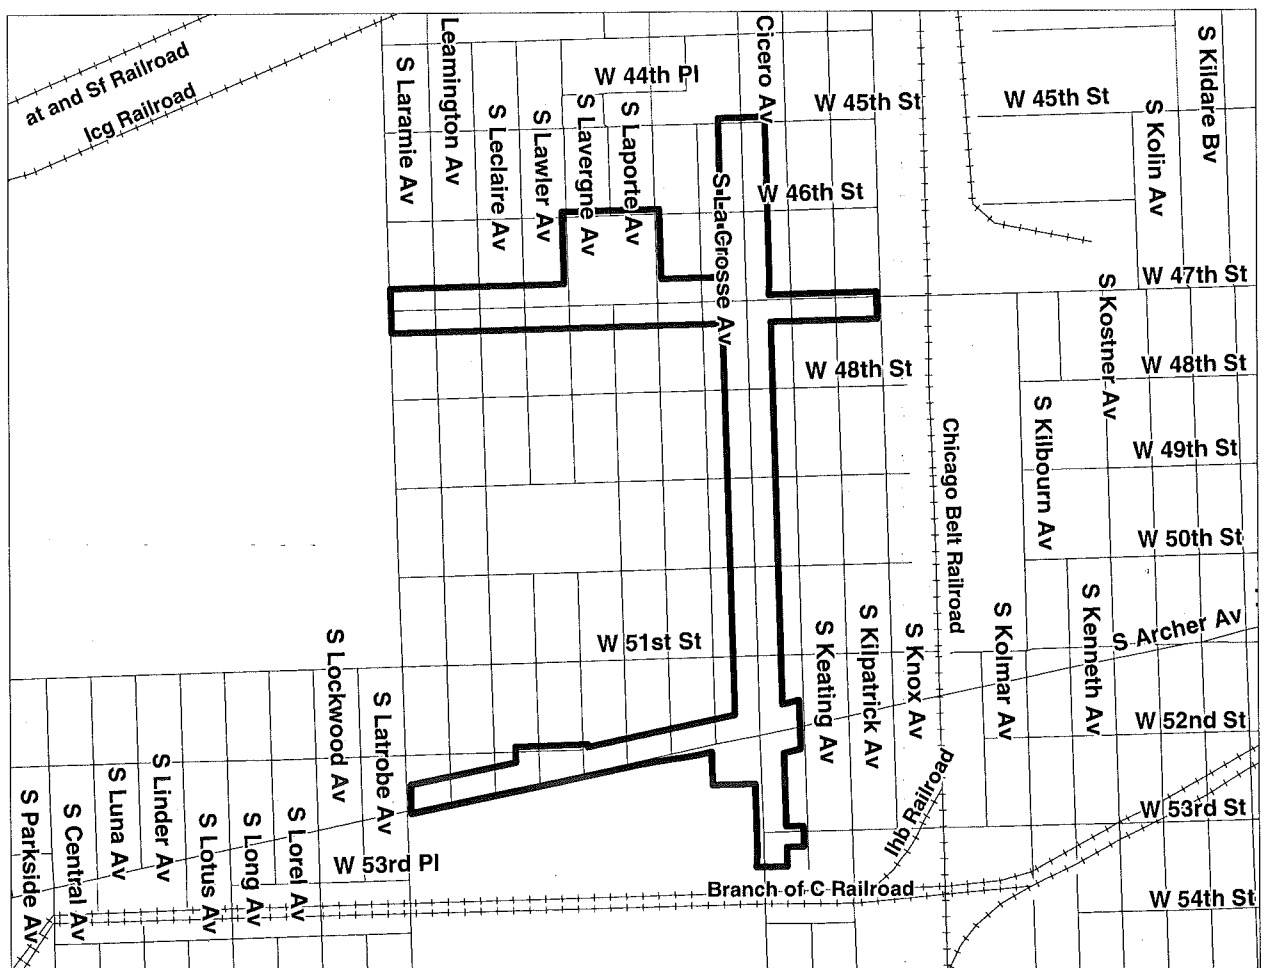 at and Sf Railroad
Icg Railroad
S Laramie Av
Leamington Av
S Leclaire Av
S Lawler Av
S Lavergne Av
S Laporte Av
W 44th Pl
Cicero Av
W 45th St
W 45th St
S Kolin Av
S Kildare Bv
W 46th St
S La Crosse Av
W 47th St
S Kostner Av
W 48th St
W 48th St
S Kilbourn Av
Chicago Belt Railroad
W 49th St
W 50th St
S Kenneth Av
S Archer Av
S Kolmar Av
W 51st St
S Keating Av
S Kilpatrick Av
S Knox Av
W 52nd St
S Lockwood Av
S Latrobe Av
S Linder Av
S Luna Av
S Parkside Av
S Central Av
S Lotus Av
S Long Av
S Lorel Av
W 53rd Pl
Ihb Railroad
W 53rd St
Branch of C Railroad
W 54th St